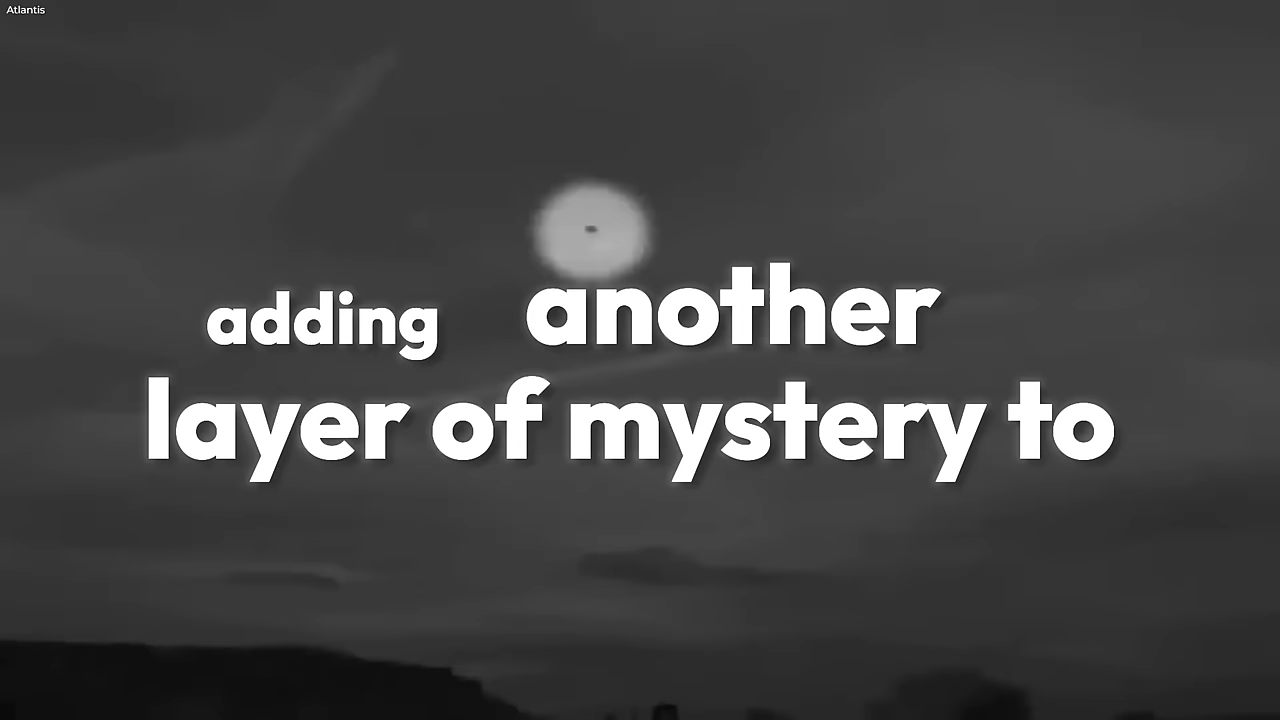 Atlantis
adding another
layer of mystery to